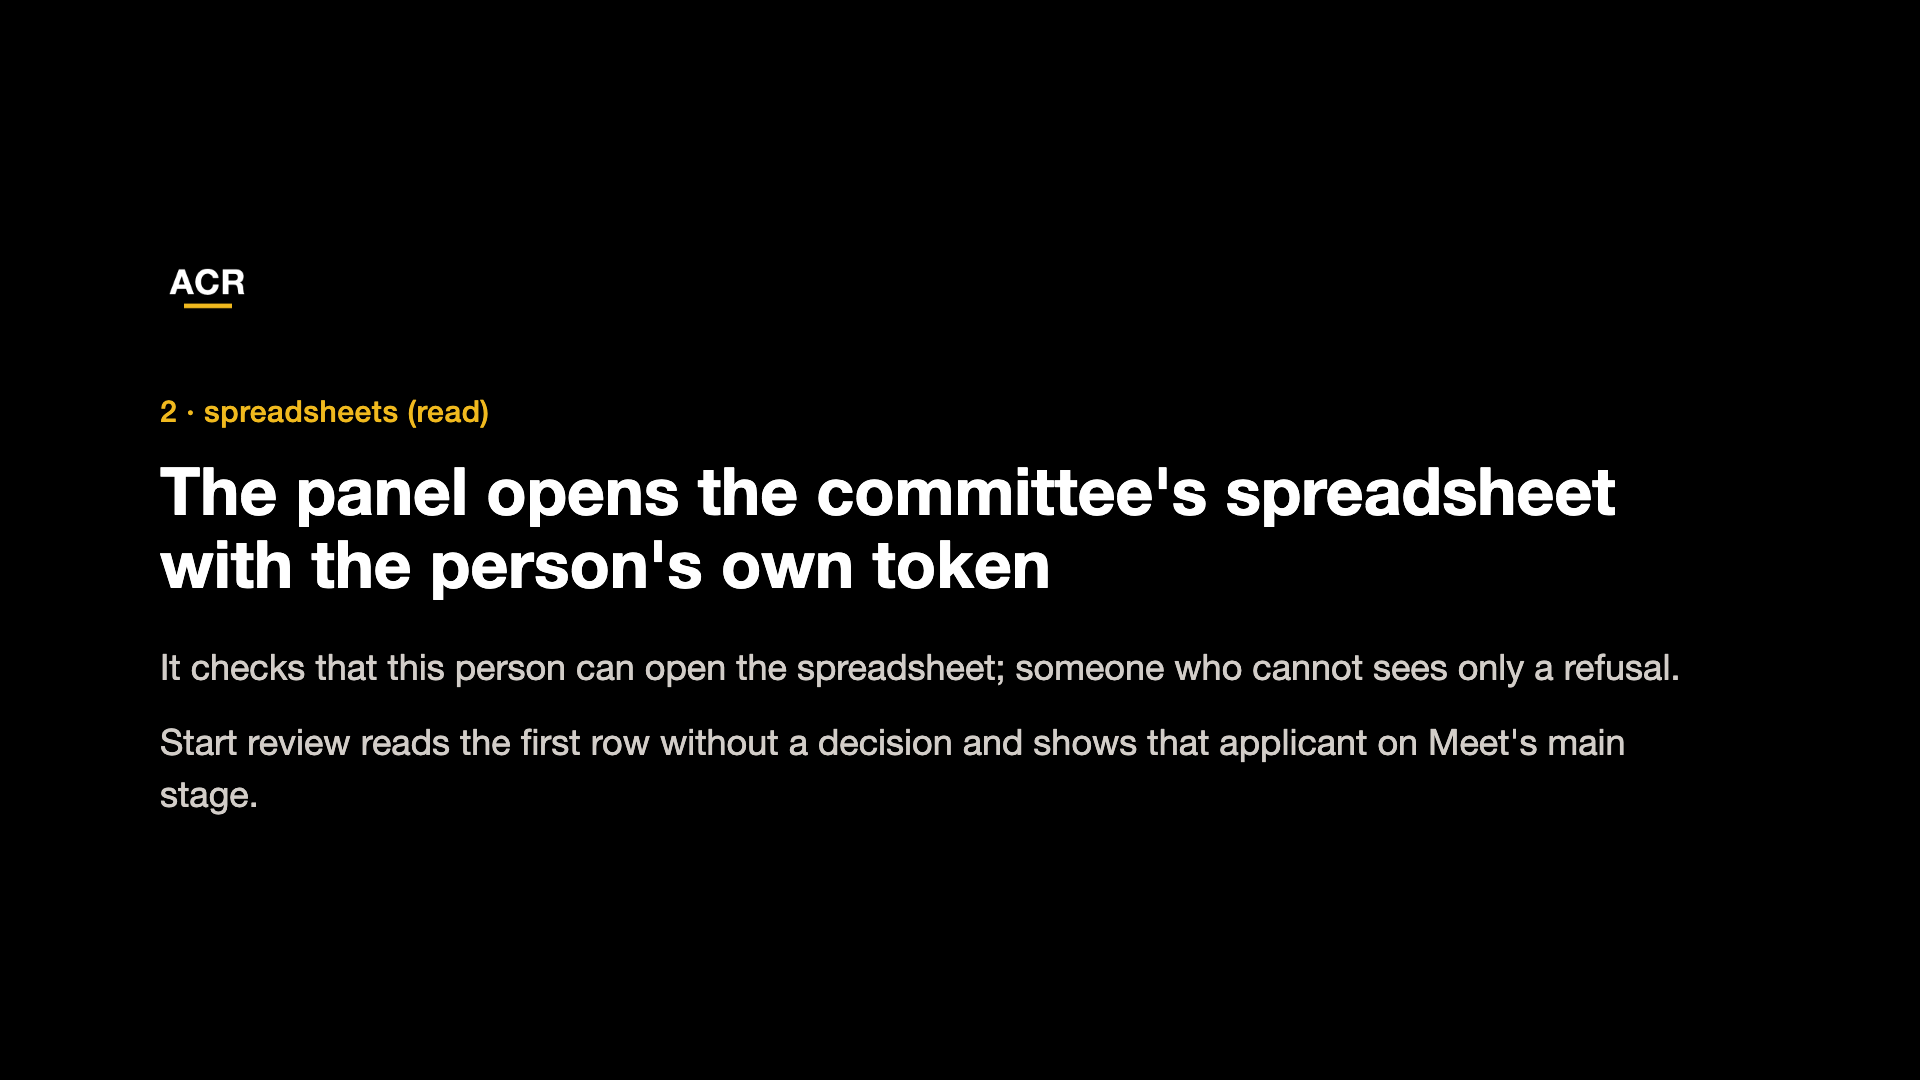 ACR
2 · spreadsheets (read)
The panel opens the committee's spreadsheet
with the person's own token
It checks that this person can open the spreadsheet; someone who cannot sees only a refusal.
Start review reads the first row without a decision and shows that applicant on Meet's main
stage.